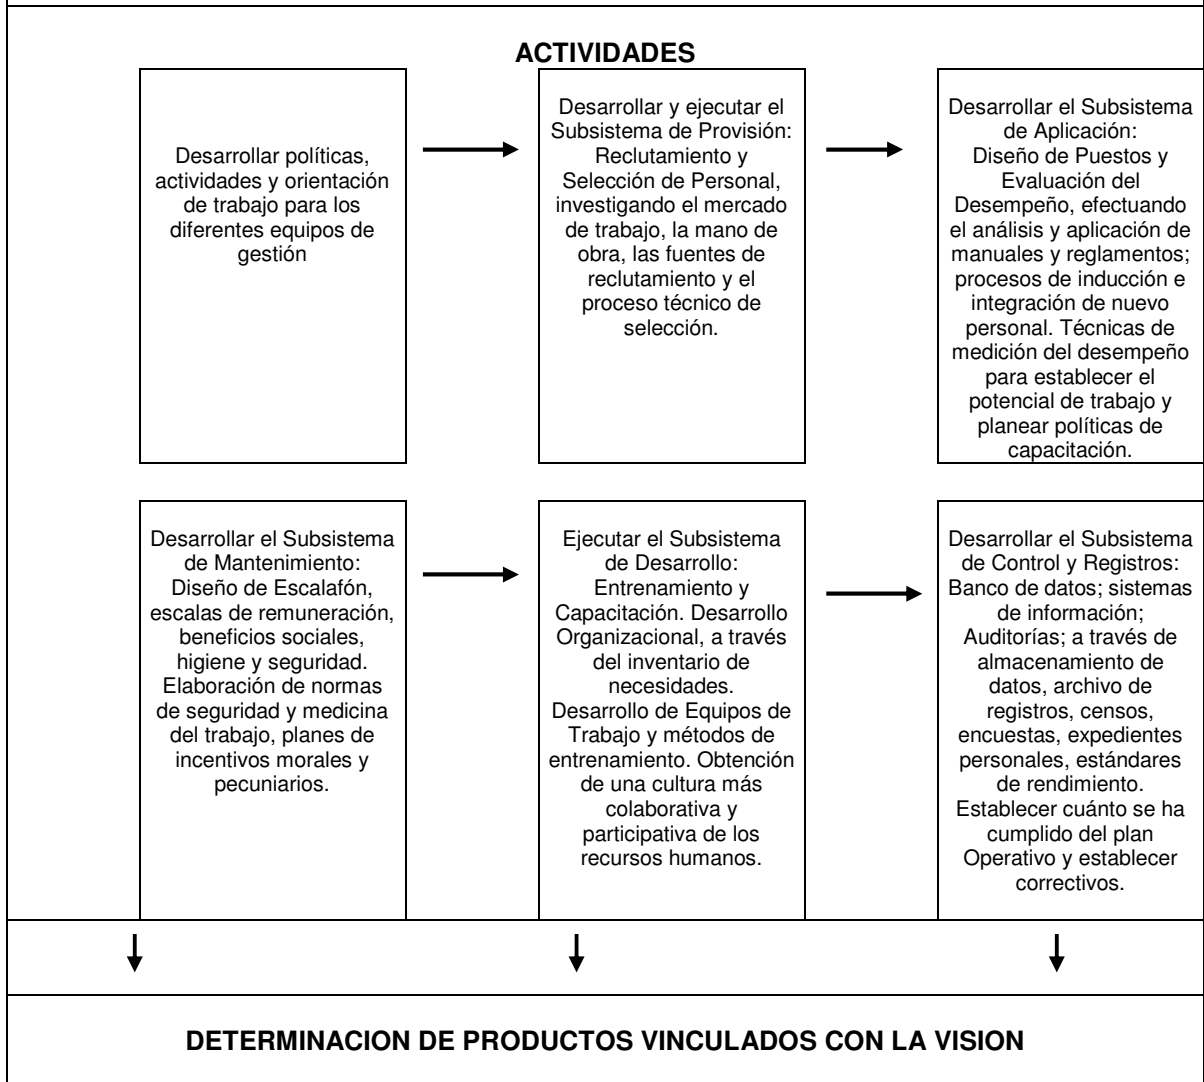 ACTIVIDADES
Desarrollar políticas,
actividades y orientación
de trabajo para los
diferentes equipos de
gestión
Desarrollar y ejecutar el
Subsistema de Provisión:
Reclutamiento y
Selección de Personal,
investigando el mercado
de trabajo, la mano de
obra, las fuentes de
reclutamiento y el
proceso técnico de
selección.
Desarrollar el Subsistema
de Aplicación:
Diseño de Puestos y
Evaluación del
Desempeño, efectuando
el análisis y aplicación de
manuales y reglamentos;
procesos de inducción e
integración de nuevo
personal. Técnicas de
medición del desempeño
para establecer el
potencial de trabajo y
planear políticas de
capacitación.
Desarrollar el Subsistema
de Mantenimiento:
Diseño de Escalafón,
escalas de remuneración,
beneficios sociales,
higiene y seguridad.
Elaboración de normas
de seguridad y medicina
del trabajo, planes de
incentivos morales y
pecuniarios.
Ejecutar el Subsistema
de Desarrollo:
Entrenamiento y
Capacitación. Desarrollo
Organizacional, a través
del inventario de
necesidades.
Desarrollo de Equipos de
Trabajo y métodos de
entrenamiento. Obtención
de una cultura más
colaborativa y
participativa de los
recursos humanos.
Desarrollar el Subsistema
de Control y Registros:
Banco de datos; sistemas
de información;
Auditorías; a través de
almacenamiento de
datos, archivo de
registros, censos,
encuestas, expedientes
personales, estándares
de rendimiento.
Establecer cuánto se ha
cumplido del plan
Operativo y establecer
correctivos.
DETERMINACION DE PRODUCTOS VINCULADOS CON LA VISION